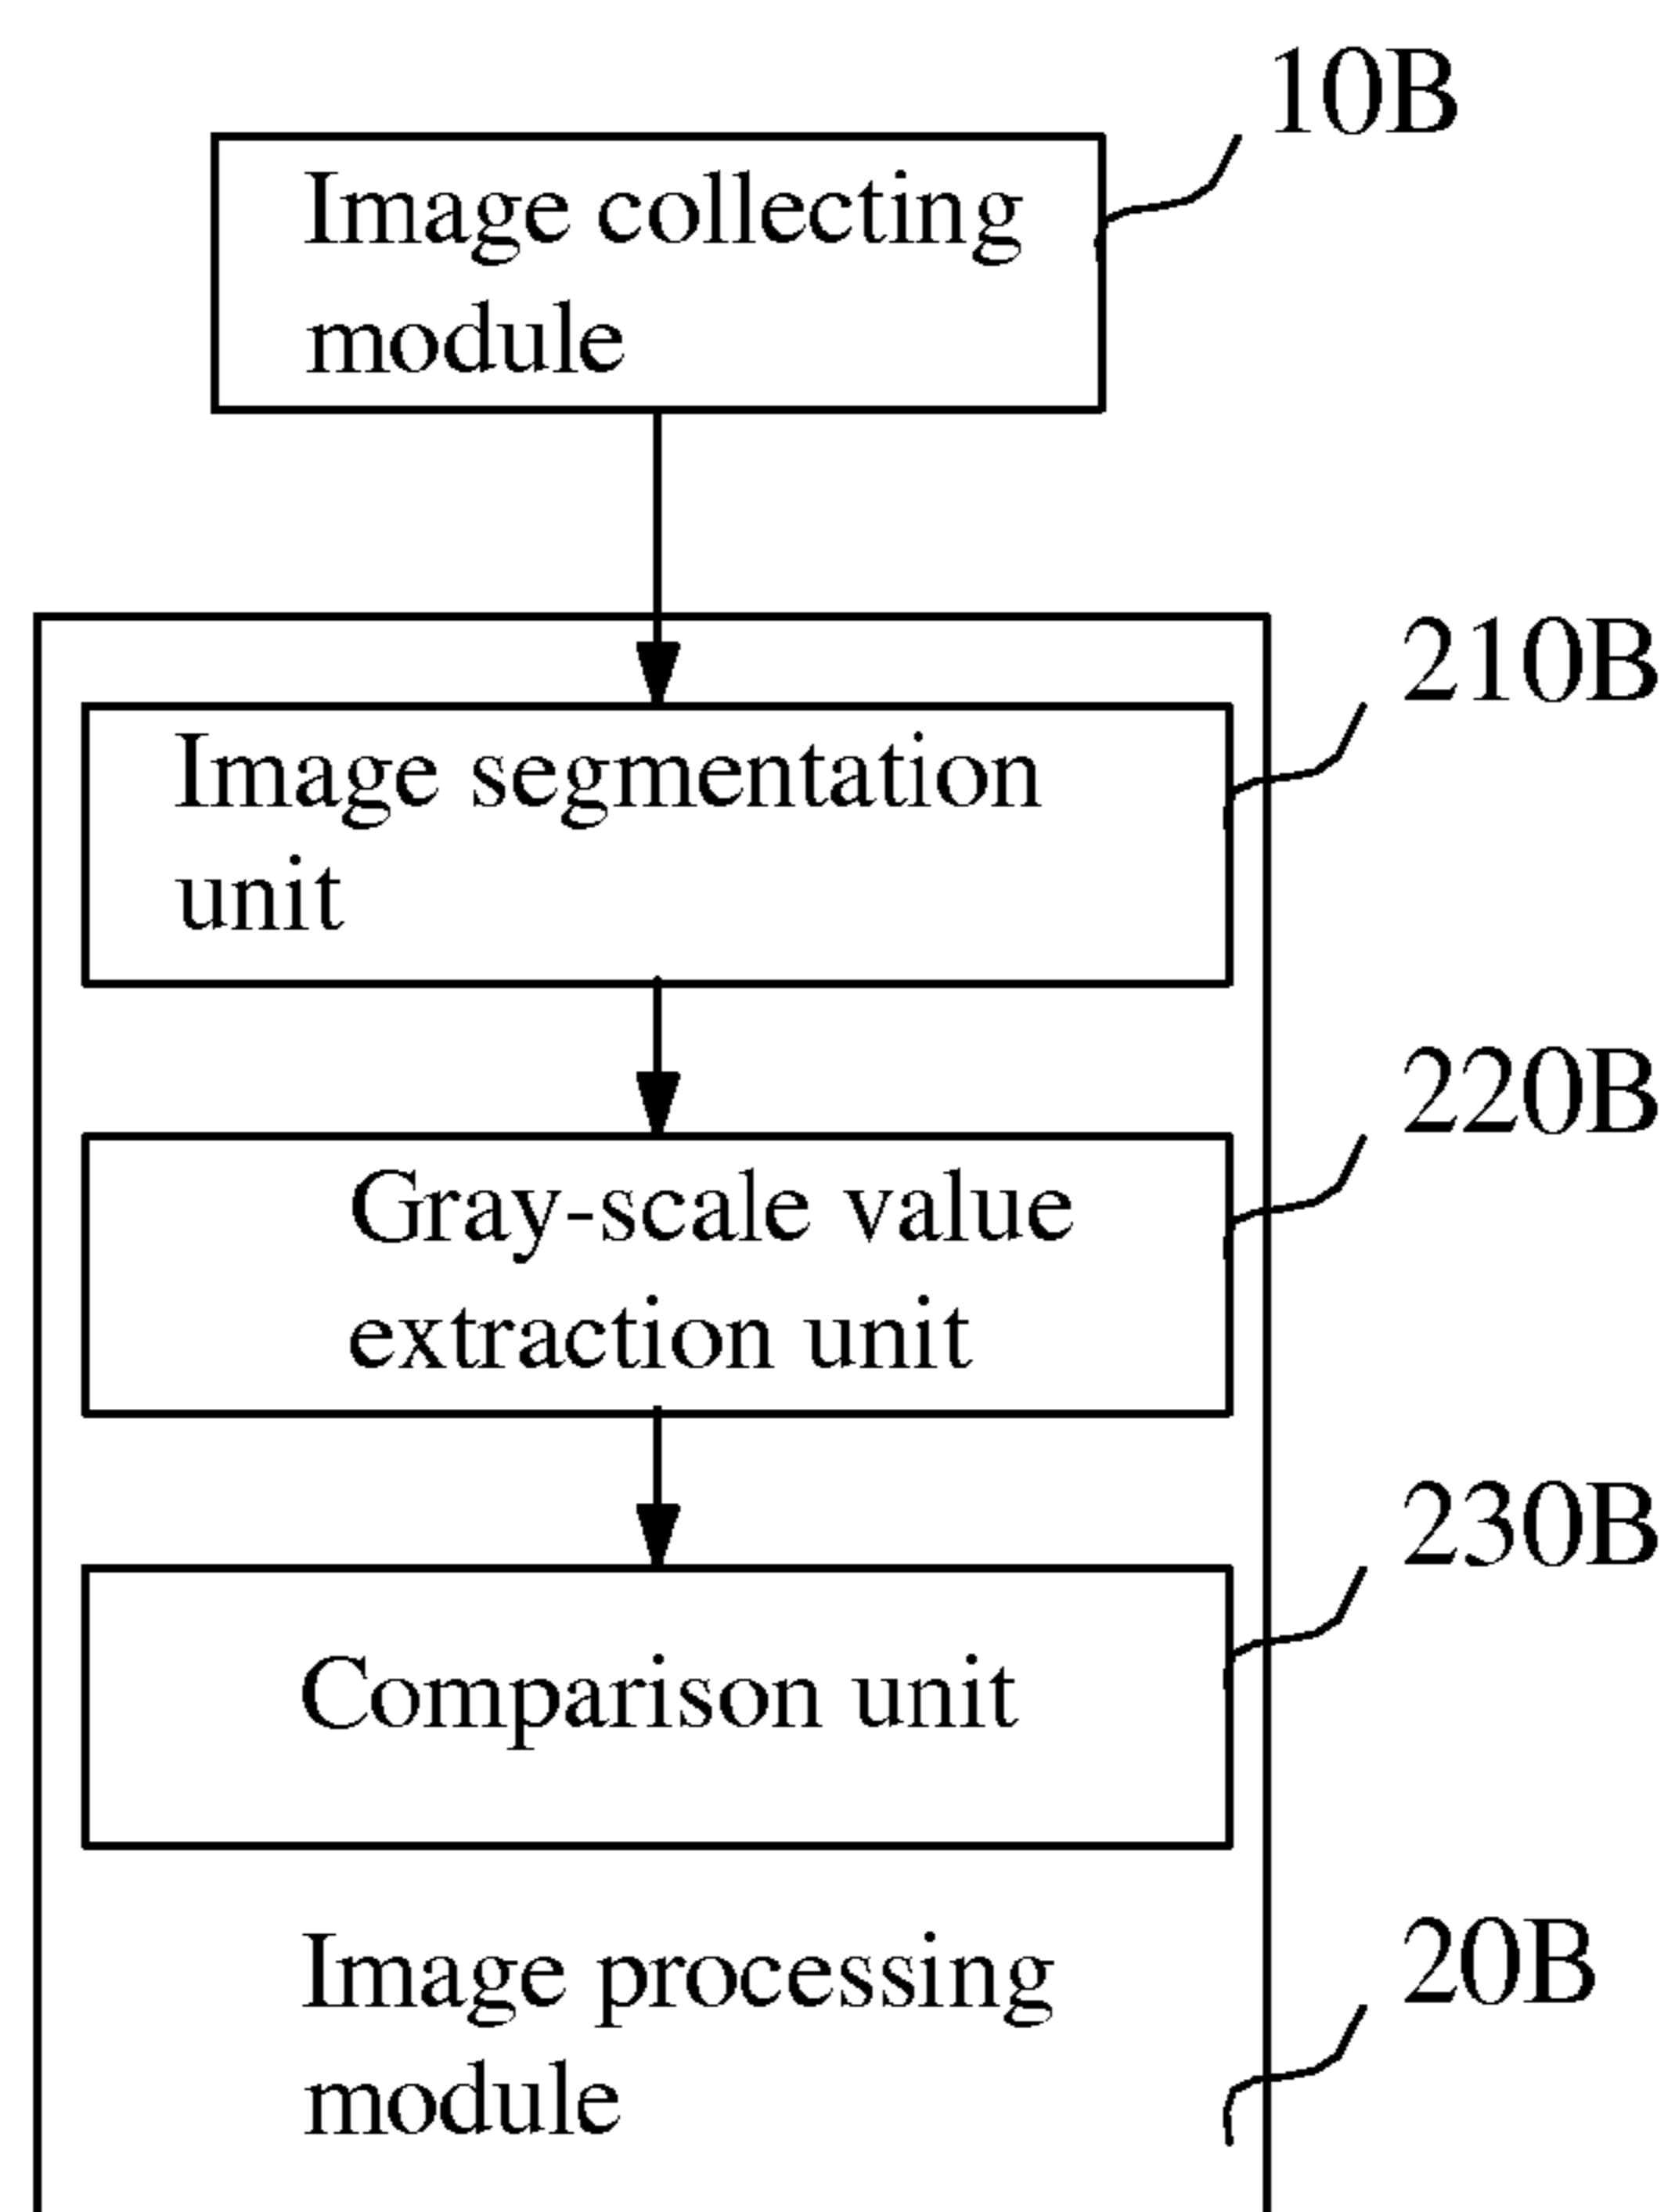 10B
Image collecting
module
210B
Image segmentation
unit
220B
Gray-scale value
extraction unit
230B
Comparison unit
20B
Image processing
module